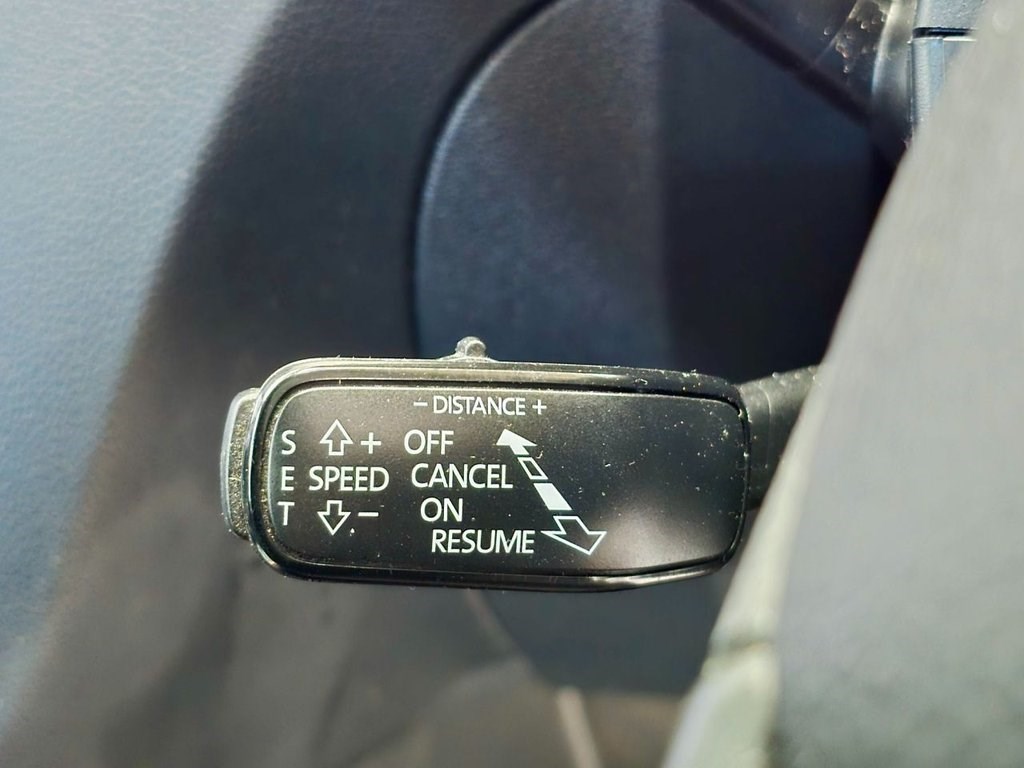 − DISTANCE +
S + OFF
E SPEED CANCEL
T − ON
RESUME